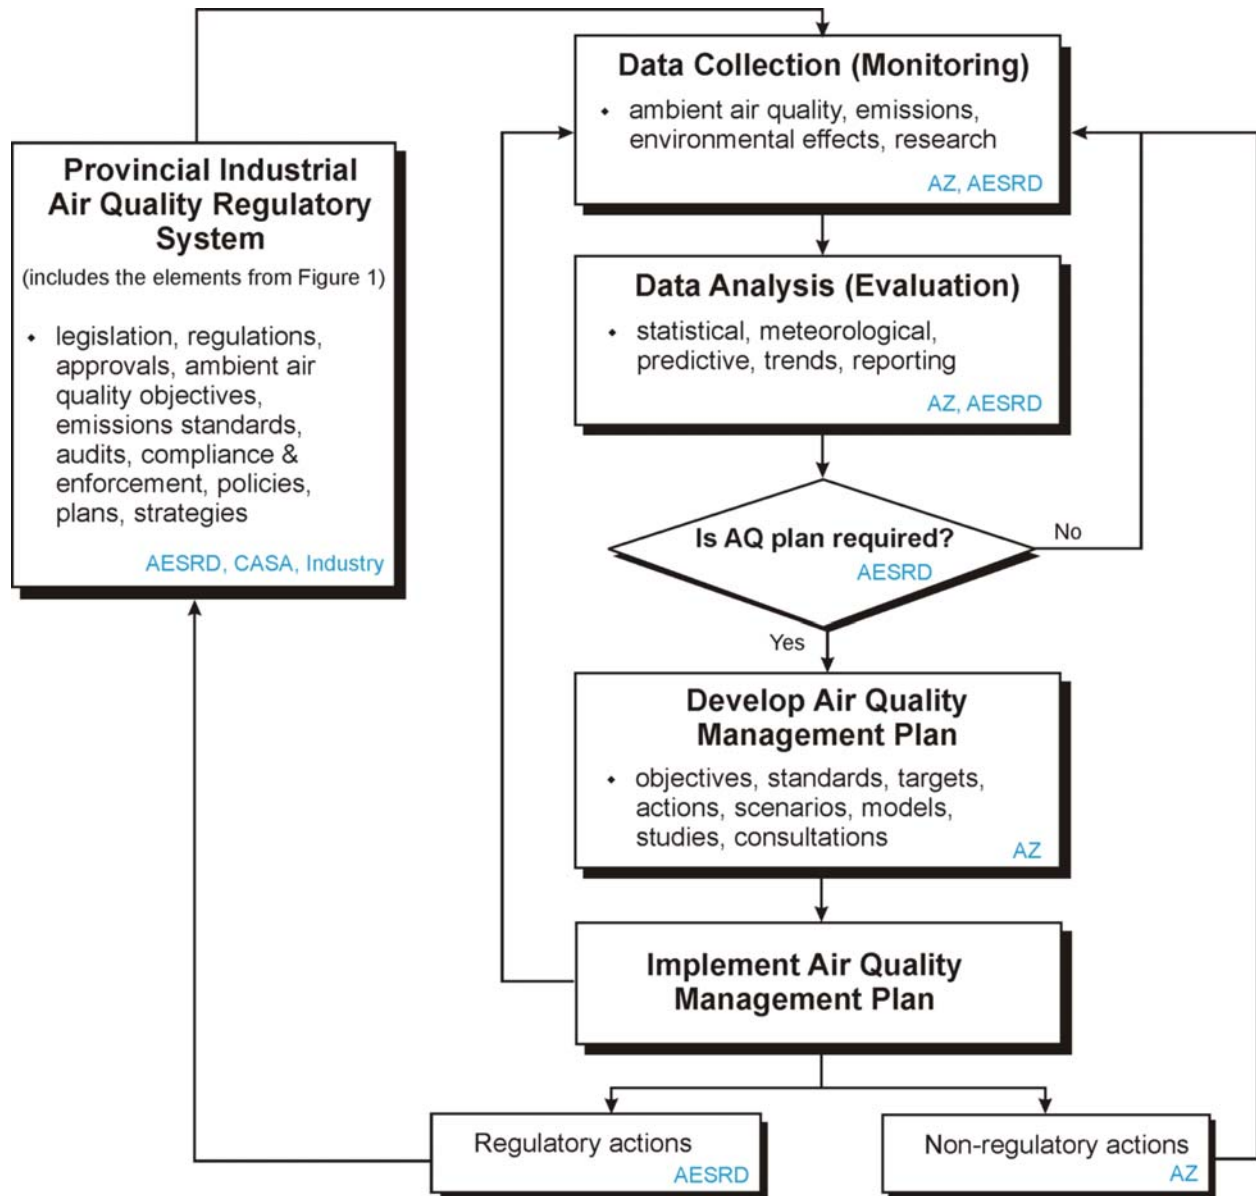 Data Collection (Monitoring)
◆ ambient air quality, emissions,
environmental effects, research
AZ, AESRD
Provincial Industrial
Air Quality Regulatory
System
(includes the elements from Figure 1)
◆ legislation, regulations,
approvals, ambient air
quality objectives,
emissions standards,
audits, compliance &
enforcement, policies,
plans, strategies
AESRD, CASA, Industry
Data Analysis (Evaluation)
◆ statistical, meteorological,
predictive, trends, reporting
AZ, AESRD
Is AQ plan required?
AESRD
No
Yes
Develop Air Quality
Management Plan
◆ objectives, standards, targets,
actions, scenarios, models,
studies, consultations
AZ
Implement Air Quality
Management Plan
Regulatory actions
AESRD
Non-regulatory actions
AZ